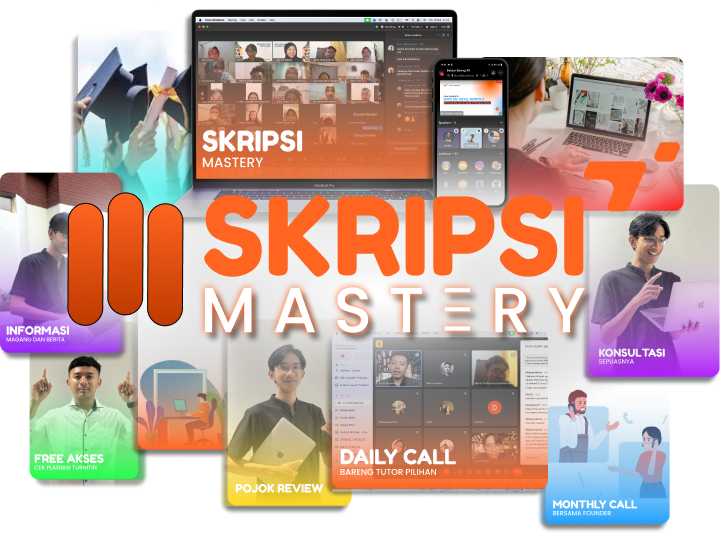 SKRIPSI
MASTERY
SKRIPSI
MASTERY
INFORMASI
MAGANG DAN BERITA
KONSULTASI
SEPUASNYA
FREE AKSES
CEK PLAGIASI TURNITIN
POJOK REVIEW
DAILY CALL
BARENG TUTOR PILIHAN
MONTHLY CALL
BERSAMA FOUNDER